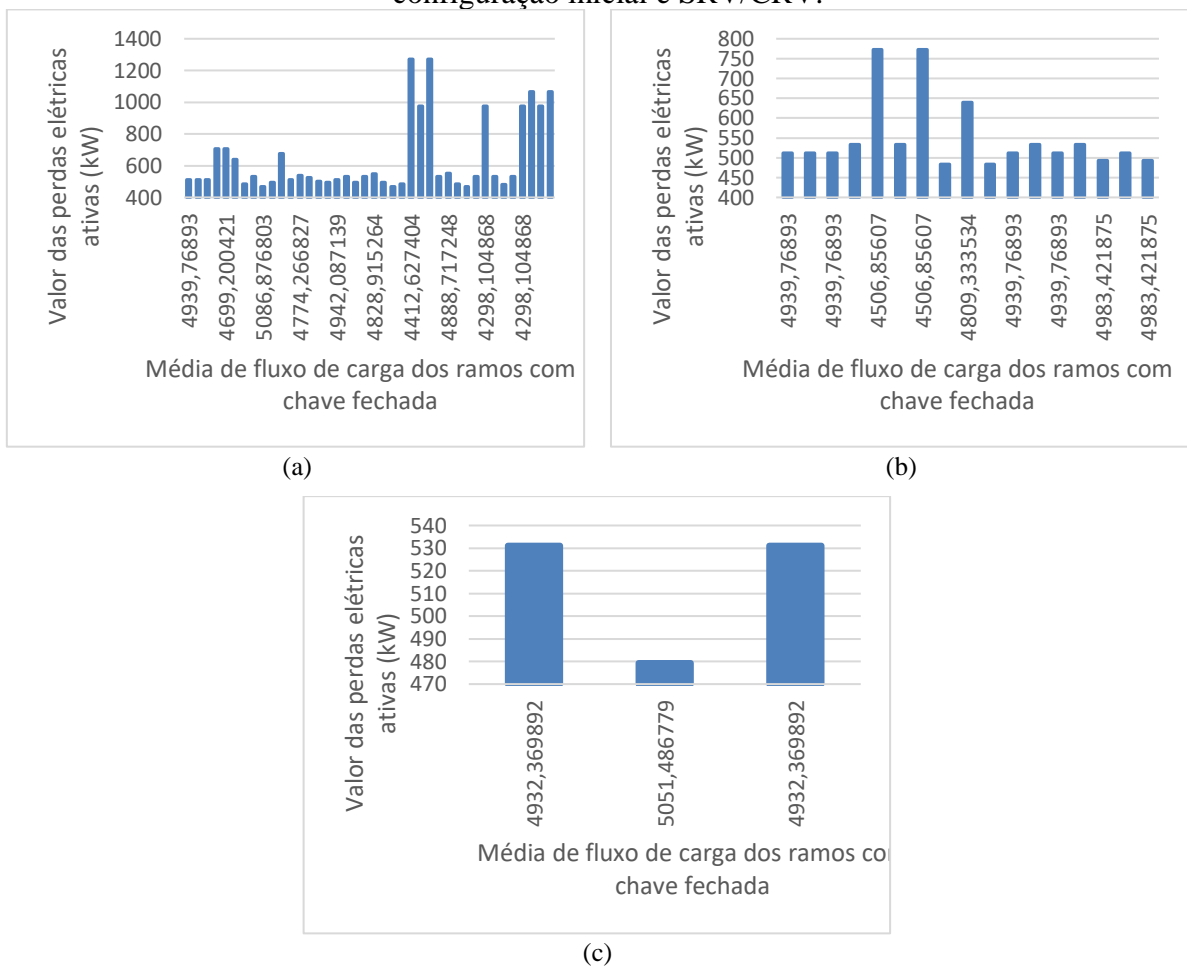 configuração inicial e SRV/CRV.
Valor das perdas elétricas
ativas (kW)
1400
1200
1000
800
600
400
4939,76893
4699,200421
5086,876803
4774,266827
4942,087139
4828,915264
4412,627404
4888,717248
4298,104868
4298,104868
Média de fluxo de carga dos ramos com
chave fechada
(a)
Valor das perdas elétricas
ativas (kW)
800
750
700
650
600
550
500
450
400
4939,76893
4939,76893
4506,85607
4506,85607
4809,333534
4939,76893
4939,76893
4983,421875
4983,421875
Média de fluxo de carga dos ramos com
chave fechada
(b)
Valor das perdas elétricas
ativas (kW)
540
530
520
510
500
490
480
470
4932,369892
5051,486779
4932,369892
Média de fluxo de carga dos ramos co
chave fechada
(c)